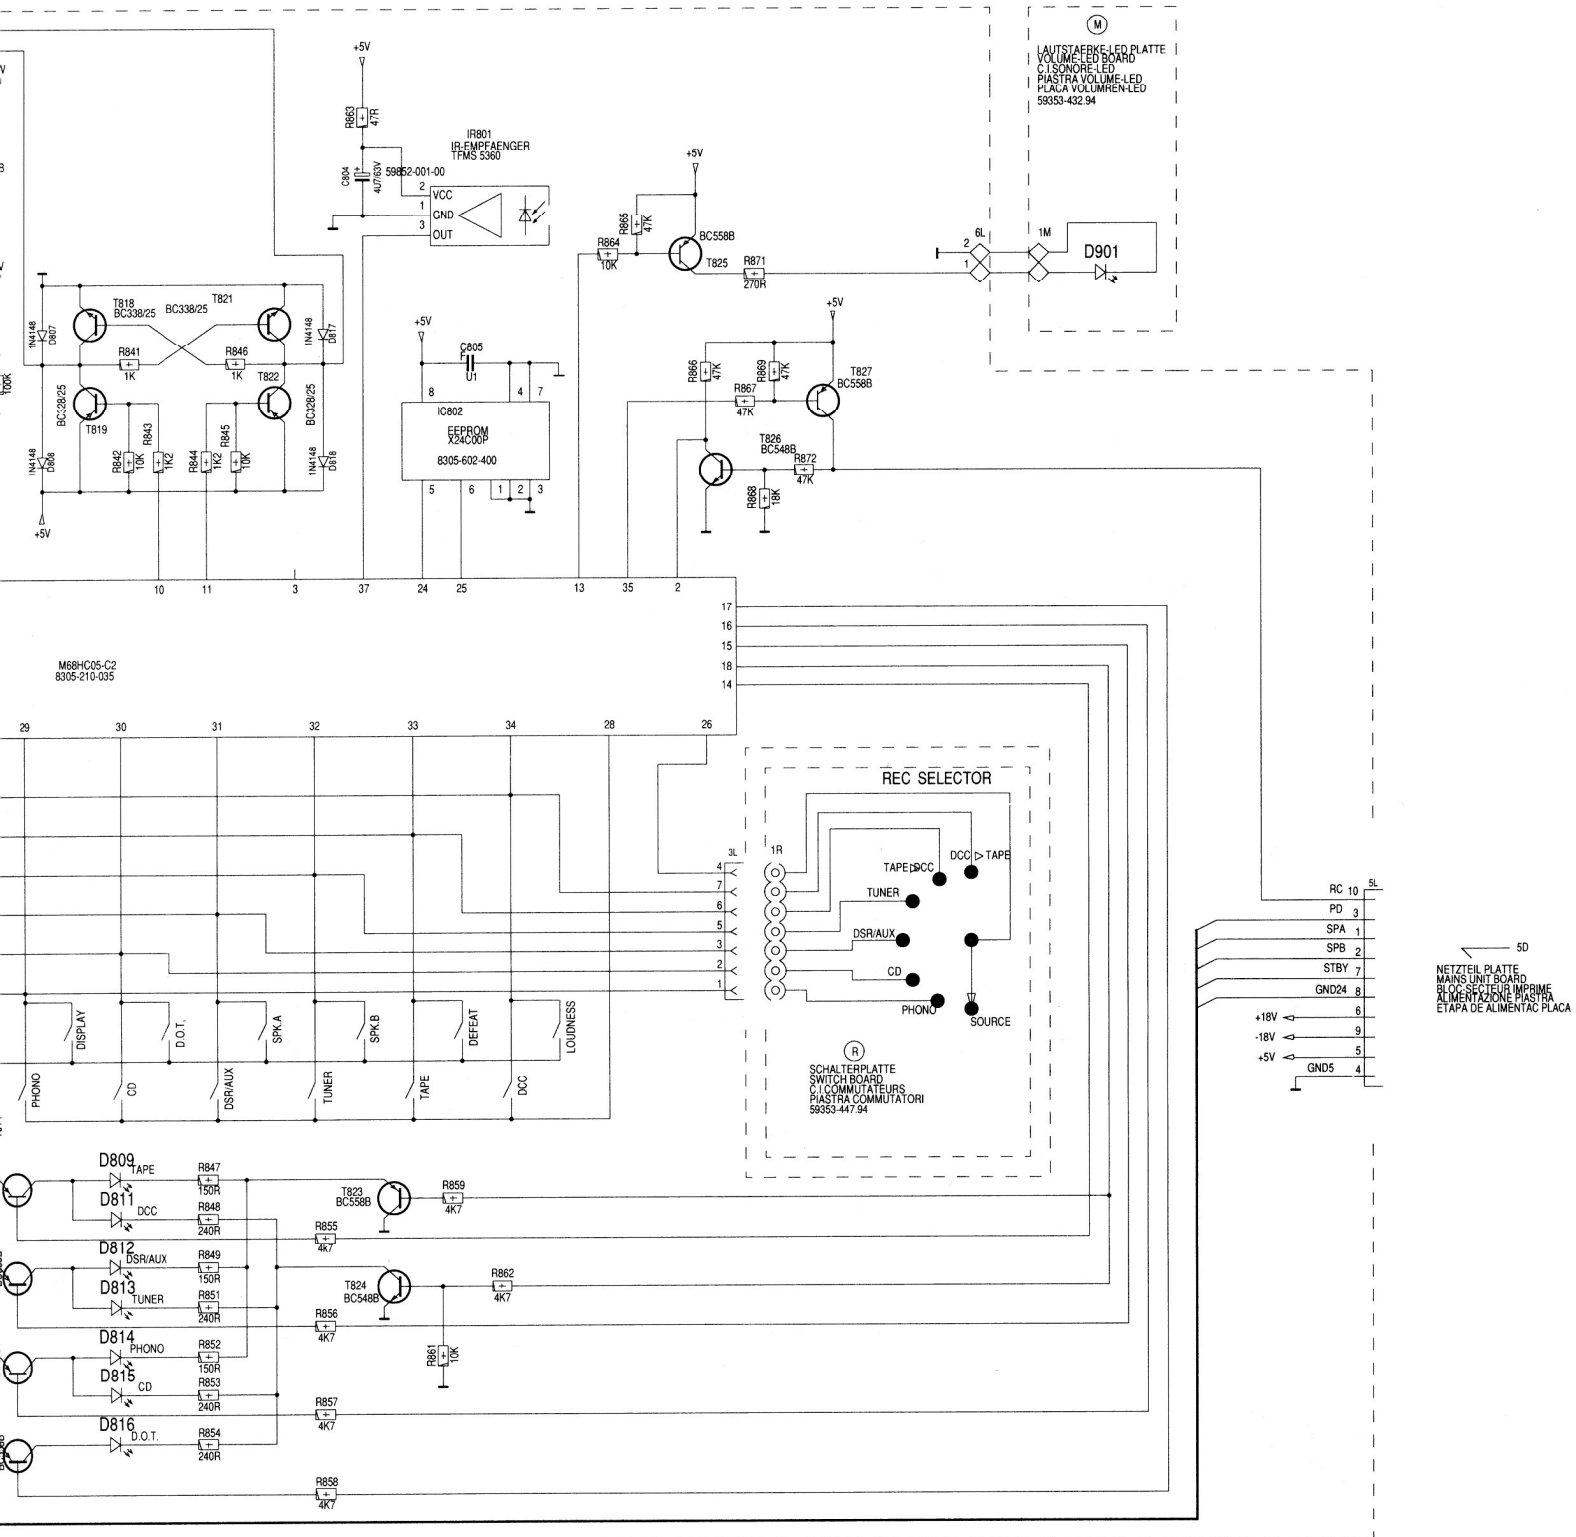 M
LAUTSTAERKE-LED PLATTE
VOLUME-LED BOARD
C.I.SONORE-LED
PIASTRA VOLUME-LED
PLACA VOLUMREN-LED
59353-432.94
+5V
R863
47R
C804
4U7/63V
59852-001-00
IR801
IR-EMPFAENGER
TFMS 5360
2
VCC
1
GND
3
OUT
+5V
R865
47K
R864
10K
BC558B
T825
R871
270R
6L
2
1
1M
D901
T818
BC338/25
BC338/25
T821
1N4148
D807
1N4148
D817
R841
1K
R846
1K
T822
BC328/25
BC328/25
T819
R842
10K
R843
1K2
R844
1K2
R845
10K
1N4148
D808
1N4148
D818
+5V
100K
+5V
C805
U1
8
4
7
IC802
EEPROM
X24C00P
8305-602-400
5
6
1
2
3
+5V
R866
47K
R869
47K
R867
47K
T827
BC558B
T826
BC548B
R872
47K
R868
18K
10
11
3
37
24
25
13
35
2
17
16
15
18
14
M68HC05-C2
8305-210-035
29
30
31
32
33
34
28
26
REC SELECTOR
3L
1R
4
7
6
5
3
2
1
DCC ▷ TAPE
TAPE▷DCC
TUNER
DSR/AUX
CD
PHONO
SOURCE
R
SCHALTERPLATTE
SWITCH BOARD
C.I.COMMUTATEURS
PIASTRA COMMUTATORI
59353-447.94
DISPLAY
D.O.T.
SPK.A
SPK.B
DEFEAT
LOUDNESS
PHONO
CD
DSR/AUX
TUNER
TAPE
DCC
5L
RC 10
PD 3
SPA 1
SPB 2
STBY 7
GND24 8
+18V 6
-18V 9
+5V 5
GND5 4
5D
NETZTEIL PLATTE
MAINS UNIT BOARD
BLOC-SECTEUR IMPRIME
ALIMENTAZIONE PIASTRA
ETAPA DE ALIMENTAC PLACA
D809
TAPE
R847
150R
D811
DCC
R848
240R
T823
BC558B
R859
4K7
R855
4k7
D812
DSR/AUX
R849
150R
D813
TUNER
R851
240R
T824
BC548B
R862
4K7
R856
4K7
D814
PHONO
R852
150R
R861
10K
D815
CD
R853
240R
R857
4K7
D816
D.O.T.
R854
240R
R858
4K7